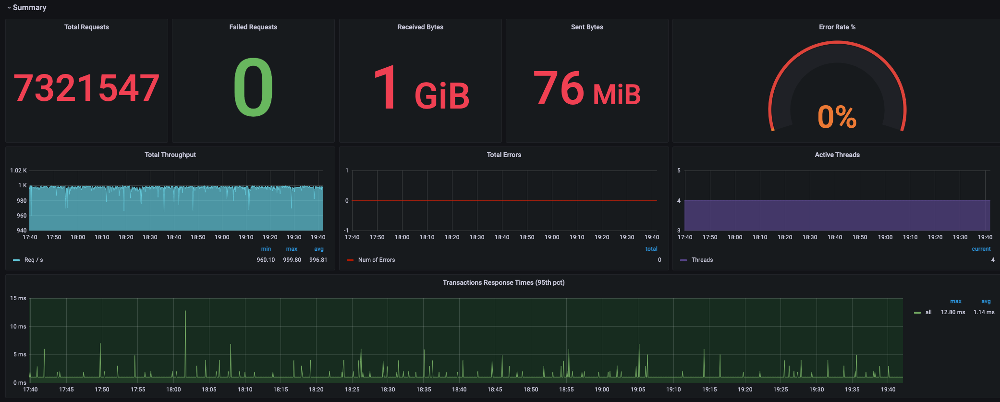 Summary
Total Requests
Failed Requests
Received Bytes
Sent Bytes
Error Rate %
7321547
0
1 GiB
76 MiB
0%
Total Throughput
1.02 K
1 K
980
960
940
17:40 17:50 18:00 18:10 18:20 18:30 18:40 18:50 19:00 19:10 19:20 19:30 19:40
min max avg
Req / s 960.10 999.80 996.81
Total Errors
1
0
-1
17:40 17:50 18:00 18:10 18:20 18:30 18:40 18:50 19:00 19:10 19:20 19:30 19:40
total
Num of Errors 0
Active Threads
5
4
3
17:40 17:50 18:00 18:10 18:20 18:30 18:40 18:50 19:00 19:10 19:20 19:30 19:40
current
Threads 4
Transactions Response Times (95th pct)
15 ms
10 ms
5 ms
0 ms
17:40 17:45 17:50 17:55 18:00 18:05 18:10 18:15 18:20 18:25 18:30 18:35 18:40 18:45 18:50 18:55 19:00 19:05 19:10 19:15 19:20 19:25 19:30 19:35 19:40
max avg
all 12.80 ms 1.14 ms